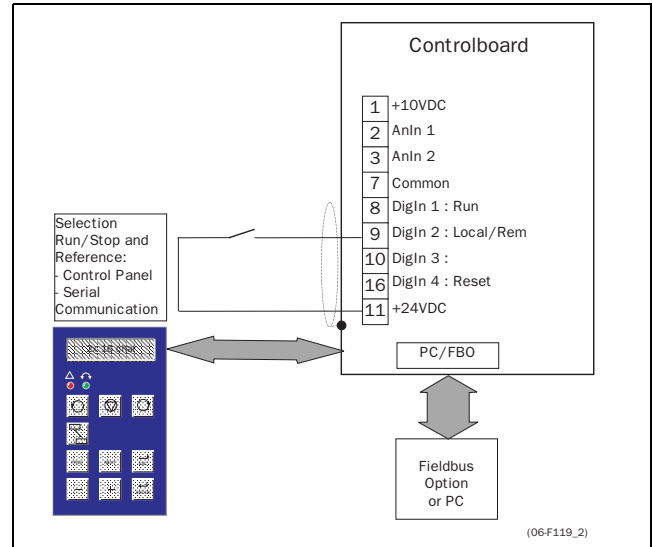 Controlboard
1 +10VDC
2 AnIn 1
3 AnIn 2
7 Common
8 DigIn 1 : Run
9 DigIn 2 : Local/Rem
10 DigIn 3 :
16 DigIn 4 : Reset
11 +24VDC
Selection
Run/Stop and
Reference:
- Control Panel
- Serial
Communication
PC/FBO
Fieldbus
Option
or PC
(06-F119_2)